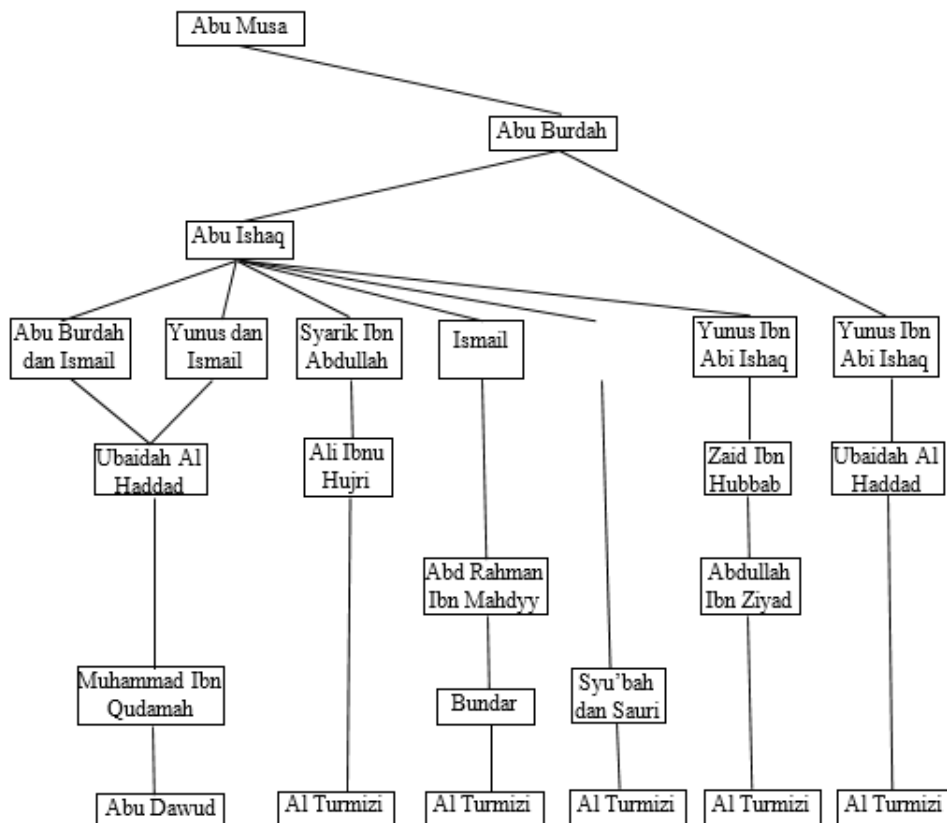 Abu Musa
Abu Burdah
Abu Ishaq
Abu Burdah
dan Ismail
Yunus dan
Ismail
Syarik Ibn
Abdullah
Ismail
Yunus Ibn
Abi Ishaq
Yunus Ibn
Abi Ishaq
Ubaidah Al
Haddad
Ali Ibnu
Hujri
Zaid Ibn
Hubbab
Ubaidah Al
Haddad
Abd Rahman
Ibn Mahdyy
Abdullah
Ibn Ziyad
Muhammad Ibn
Qudamah
Bundar
Syu’bah
dan Sauri
Abu Dawud
Al Turmizi
Al Turmizi
Al Turmizi
Al Turmizi
Al Turmizi